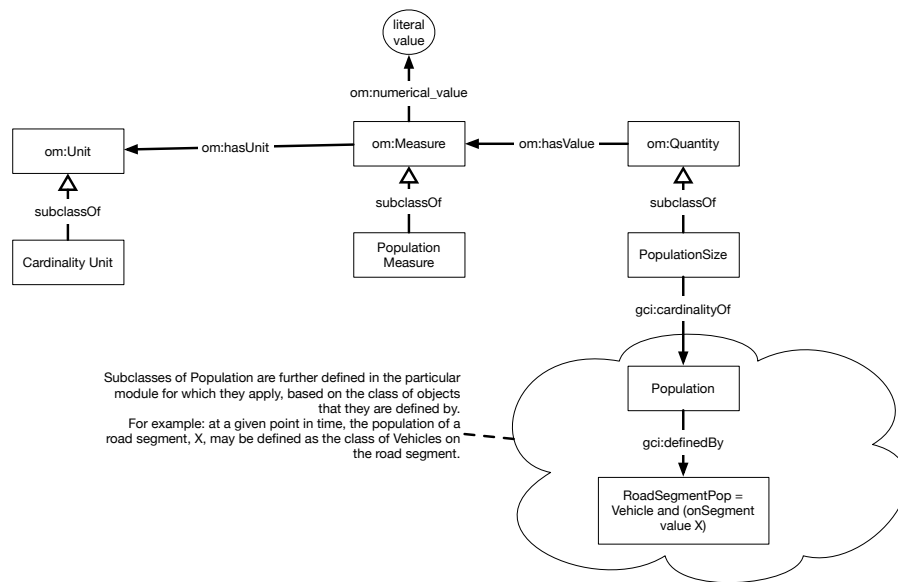 literal
value
om:numerical_value
om:Unit
om:hasUnit
om:Measure
om:hasValue
om:Quantity
subclassOf
subclassOf
subclassOf
Cardinality Unit
Population
Measure
PopulationSize
gci:cardinalityOf
Subclasses of Population are further defined in the particular
module for which they apply, based on the class of objects
that they are defined by.
For example: at a given point in time, the population of a
road segment, X, may be defined as the class of Vehicles on
the road segment.
Population
gci:definedBy
RoadSegmentPop =
Vehicle and (onSegment
value X)